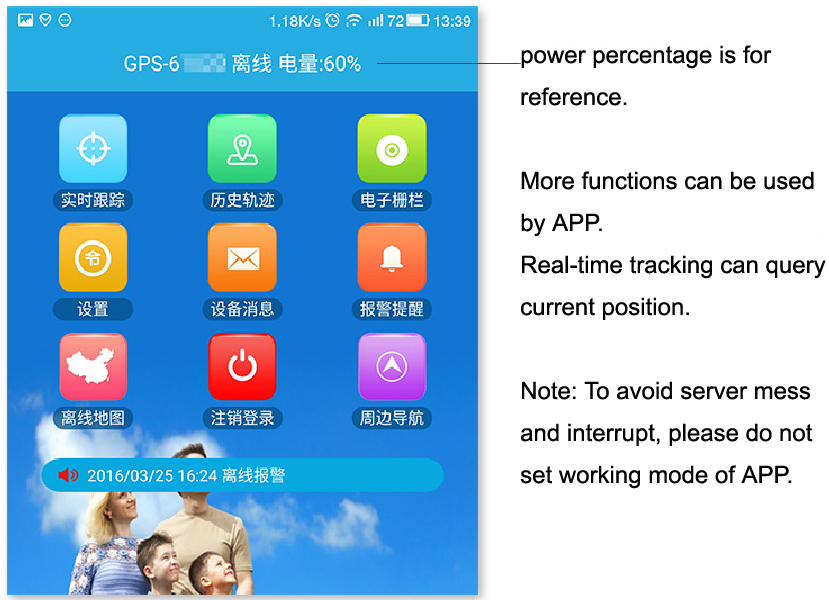 1.18K/s 72 13:39
GPS-6 离线 电量:60%
实时跟踪 历史轨迹 电子栅栏
令
设置 设备消息 报警提醒
离线地图 注销登录 周边导航
2016/03/25 16:24 离线报警
power percentage is for
reference.
More functions can be used
by APP.
Real-time tracking can query
current position.
Note: To avoid server mess
and interrupt, please do not
set working mode of APP.